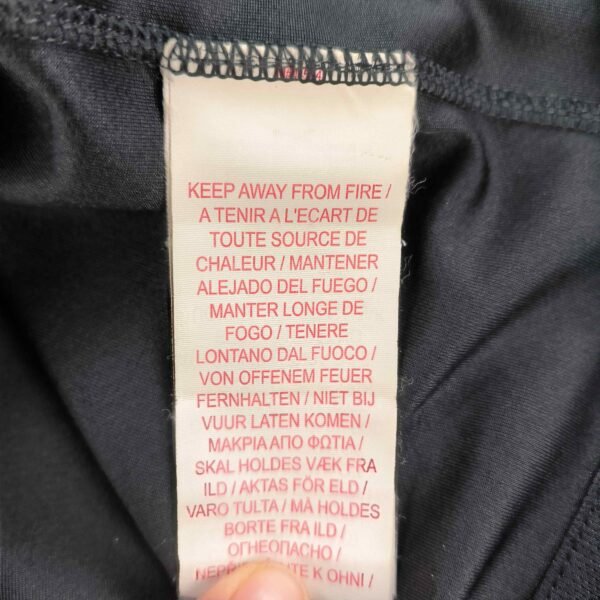 KEEP AWAY FROM FIRE /
A TENIR A L'ECART DE
TOUTE SOURCE DE
CHALEUR / MANTENER
ALEJADO DEL FUEGO /
MANTER LONGE DE
FOGO / TENERE
LONTANO DAL FUOCO /
VON OFFENEM FEUER
FERNHALTEN / NIET BIJ
VUUR LATEN KOMEN /
ΜΑΚΡΙΑ ΑΠΟ ΦΩΤΙΑ /
SKAL HOLDES VÆK FRA
ILD / AKTAS FÖR ELD /
VARO TULTA / MÅ HOLDES
BORTE FRA ILD /
ОГНЕОПАСНО /
K OHNI /